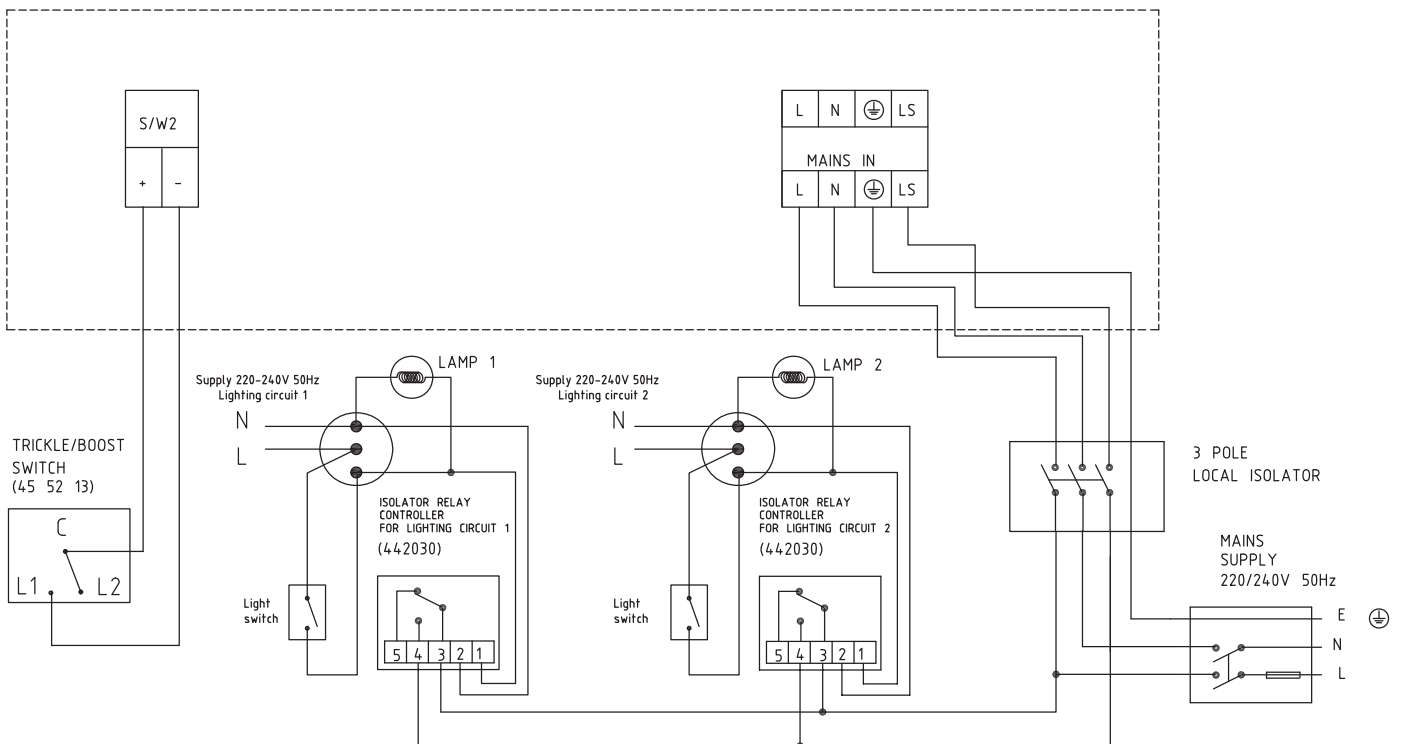 S/W2
+ -
L N LS
MAINS IN
L N LS
LAMP 1
Supply 220-240V 50Hz
Lighting circuit 1
N
L
LAMP 2
Supply 220-240V 50Hz
Lighting circuit 2
N
L
TRICKLE/BOOST
SWITCH
(45 52 13)
C
L1 L2
ISOLATOR RELAY
CONTROLLER
FOR LIGHTING CIRCUIT 1
(442030)
Light
switch
5 4 3 2 1
ISOLATOR RELAY
CONTROLLER
FOR LIGHTING CIRCUIT 2
(442030)
Light
switch
5 4 3 2 1
3 POLE
LOCAL ISOLATOR
MAINS
SUPPLY
220/240V 50Hz
E
N
L